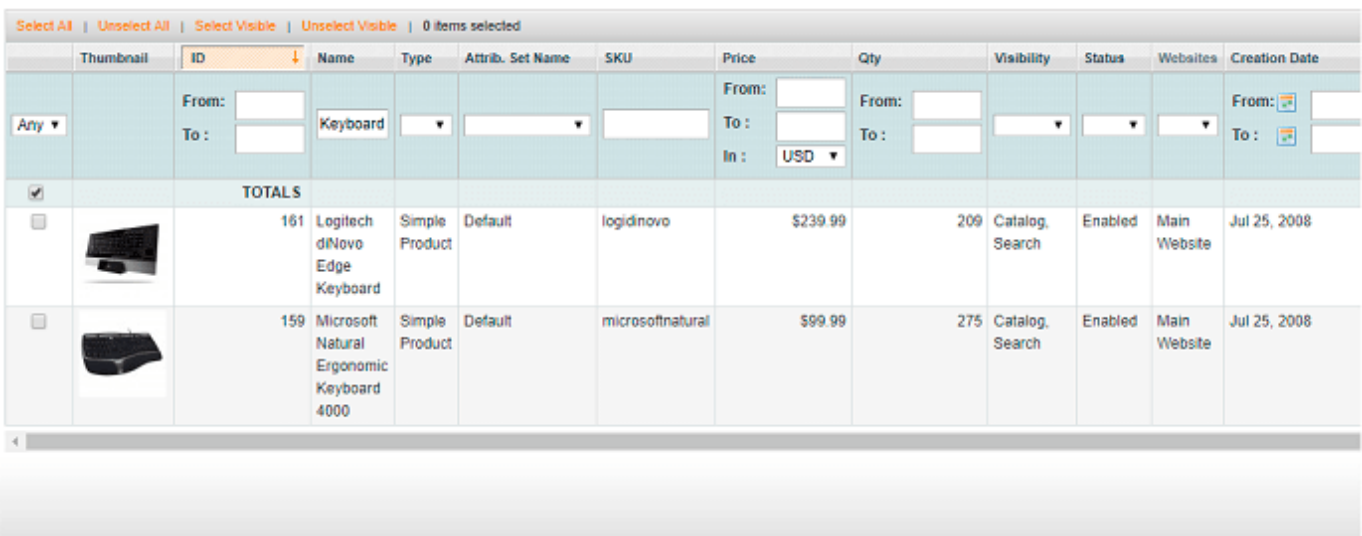 Select All | Unselect All | Select Visible | Unselect Visible | 0 items selected
Thumbnail ID Name Type Attrib. Set Name SKU Price Qty Visibility Status Websites Creation Date
Any From: To : Keyboard From: To : In : USD From: To : From: To :
TOTALS
161 Logitech diNovo Edge Keyboard Simple Product Default logidinovo $239.99 209 Catalog, Search Enabled Main Website Jul 25, 2008
159 Microsoft Natural Ergonomic Keyboard 4000 Simple Product Default microsoftnatural $99.99 275 Catalog, Search Enabled Main Website Jul 25, 2008